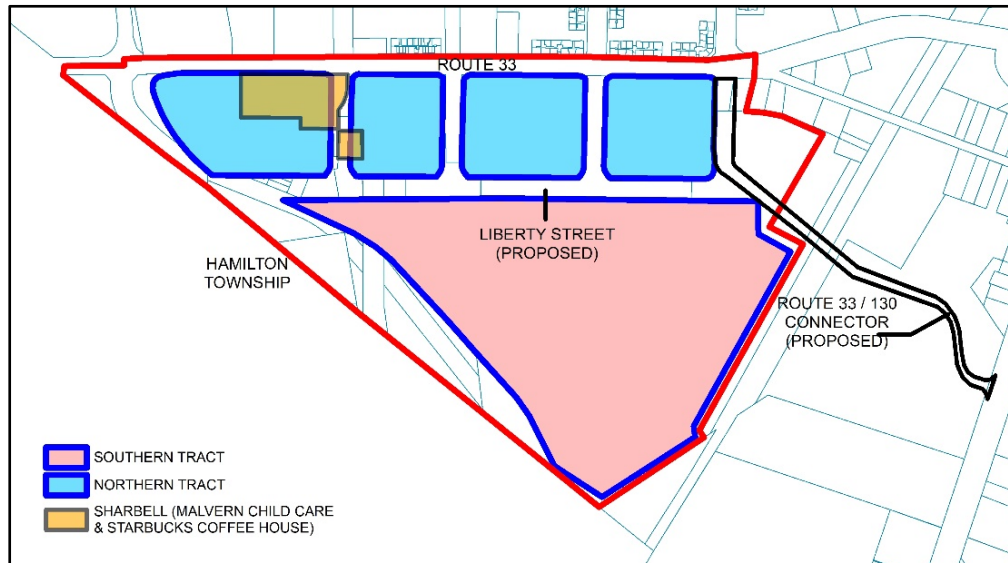 ROUTE 33
LIBERTY STREET
(PROPOSED)
HAMILTON
TOWNSHIP
ROUTE 33 / 130
CONNECTOR
(PROPOSED)
SOUTHERN TRACT
NORTHERN TRACT
SHARBELL (MALVERN CHILD CARE
& STARBUCKS COFFEE HOUSE)